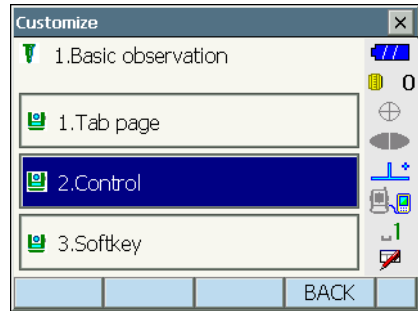 Customize
1.Basic observation
0
1.Tab page
2.Control
3.Softkey
1
BACK